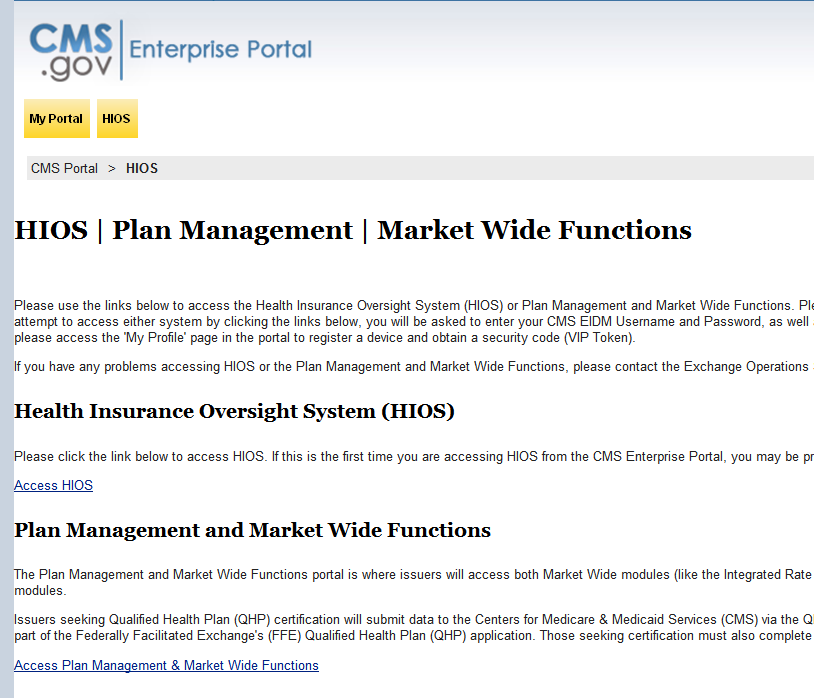 CMS
.gov
Enterprise Portal
My Portal HIOS
CMS Portal > HIOS
HIOS | Plan Management | Market Wide Functions
Please use the links below to access the Health Insurance Oversight System (HIOS) or Plan Management and Market Wide Functions.
attempt to access either system by clicking the links below, you will be asked to enter your CMS EIDM Username and Password, as well
please access the 'My Profile' page in the portal to register a device and obtain a security code (VIP Token).
If you have any problems accessing HIOS or the Plan Management and Market Wide Functions, please contact the Exchange Operations
Health Insurance Oversight System (HIOS)
Please click the link below to access HIOS. If this is the first time you are accessing HIOS from the CMS Enterprise Portal, you may be
Access HIOS
Plan Management and Market Wide Functions
The Plan Management and Market Wide Functions portal is where issuers will access both Market Wide modules (like the Integrated Rate
modules.
Issuers seeking Qualified Health Plan (QHP) certification will submit data to the Centers for Medicare & Medicaid Services (CMS) via the
part of the Federally Facilitated Exchange's (FFE) Qualified Health Plan (QHP) application. Those seeking certification must also complete
Access Plan Management & Market Wide Functions